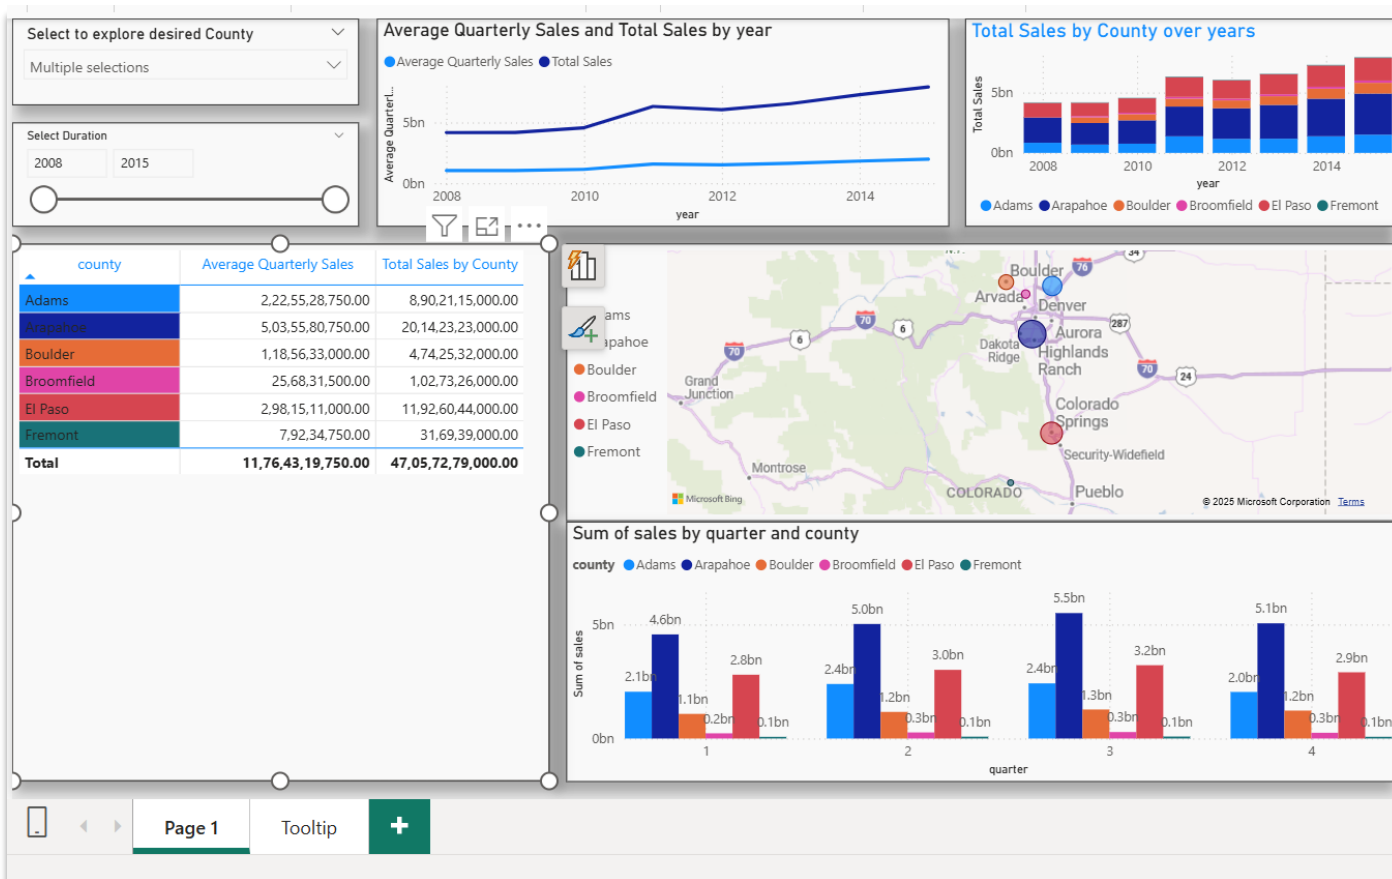 Select to explore desired County
Multiple selections
Select Duration
2008 2015
Average Quarterly Sales and Total Sales by year
Average Quarterly Sales Total Sales
Average Quarterl...
5bn
0bn
2008 2010 2012 2014
year
Total Sales by County over years
Total Sales
5bn
0bn
2008 2010 2012 2014
year
Adams Arapahoe Boulder Broomfield El Paso Fremont
county Average Quarterly Sales Total Sales by County
Adams 2,22,55,28,750.00 8,90,21,15,000.00
Arapahoe 5,03,55,80,750.00 20,14,23,23,000.00
Boulder 1,18,56,33,000.00 4,74,25,32,000.00
Broomfield 25,68,31,500.00 1,02,73,26,000.00
El Paso 2,98,15,11,000.00 11,92,60,44,000.00
Fremont 7,92,34,750.00 31,69,39,000.00
Total 11,76,43,19,750.00 47,05,72,79,000.00
ams
apahoe
Boulder
Broomfield
El Paso
Fremont
34
Boulder 76
Arvada Denver
70 6 287
6 Aurora
70 Dakota Ridge Highlands Ranch 70
24
Grand Junction
Colorado Springs
Security-Widefield
Montrose
COLORADO Pueblo
Microsoft Bing
© 2025 Microsoft Corporation Terms
Sum of sales by quarter and county
county Adams Arapahoe Boulder Broomfield El Paso Fremont
Sum of sales
5bn
0bn
2.1bn 4.6bn 1.1bn 0.2bn 2.8bn 0.1bn
2.4bn 5.0bn 1.2bn 0.3bn 3.0bn 0.1bn
2.4bn 5.5bn 1.3bn 0.3bn 3.2bn 0.1bn
2.0bn 5.1bn 1.2bn 0.3bn 2.9bn 0.1bn
1 2 3 4
quarter
Page 1 Tooltip +